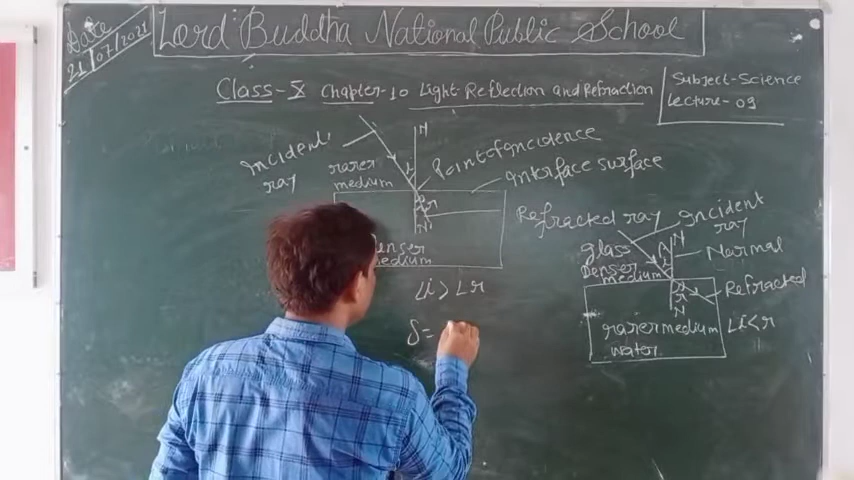 Date
21/07/2021
Lord Buddha National Public School
Class-X Chapter-10 Light-Reflection and Refraction
Subject-Science
Lecture-03
Incident
ray
rarer
medium
N
i
Point of incidence
Interface surface
r
N
Refracted ray
denser
medium
∠i > ∠r
δ=
Incident
ray
glass
Denser
medium
N
i
Normal
r
N
Refracted
rarer medium
water
∠i < r